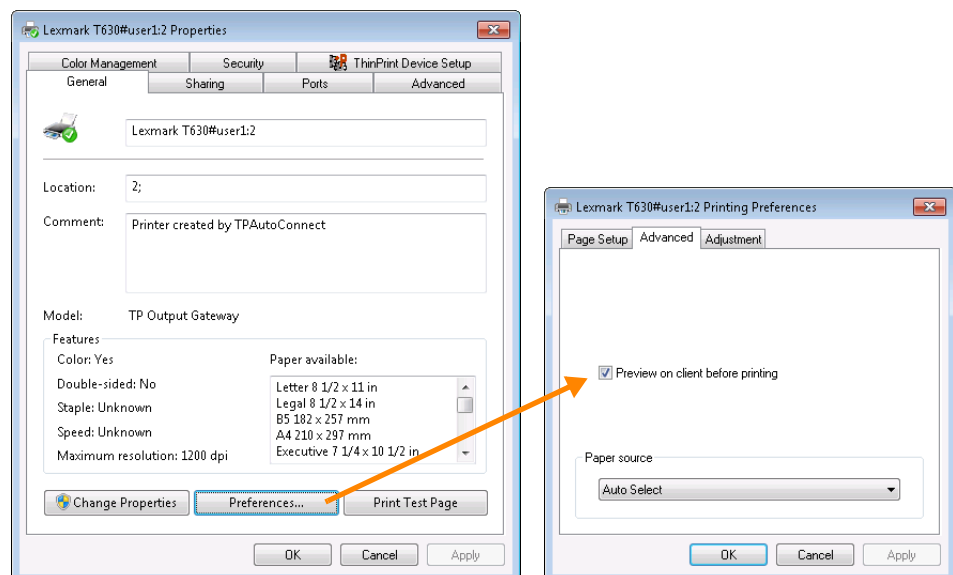 Lexmark T630#user1:2 Properties
Color Management Security ThinPrint Device Setup
General Sharing Ports Advanced
Lexmark T630#user1:2
Location: 2;
Comment: Printer created by TPAutoConnect
Model: TP Output Gateway
Features
Color: Yes
Double-sided: No
Staple: Unknown
Speed: Unknown
Maximum resolution: 1200 dpi
Paper available:
Letter 8 1/2 x 11 in
Legal 8 1/2 x 14 in
B5 182 x 257 mm
A4 210 x 297 mm
Executive 7 1/4 x 10 1/2 in
Change Properties Preferences... Print Test Page
OK Cancel Apply
Lexmark T630#user1:2 Printing Preferences
Page Setup Advanced Adjustment
Preview on client before printing
Paper source
Auto Select
OK Cancel Apply